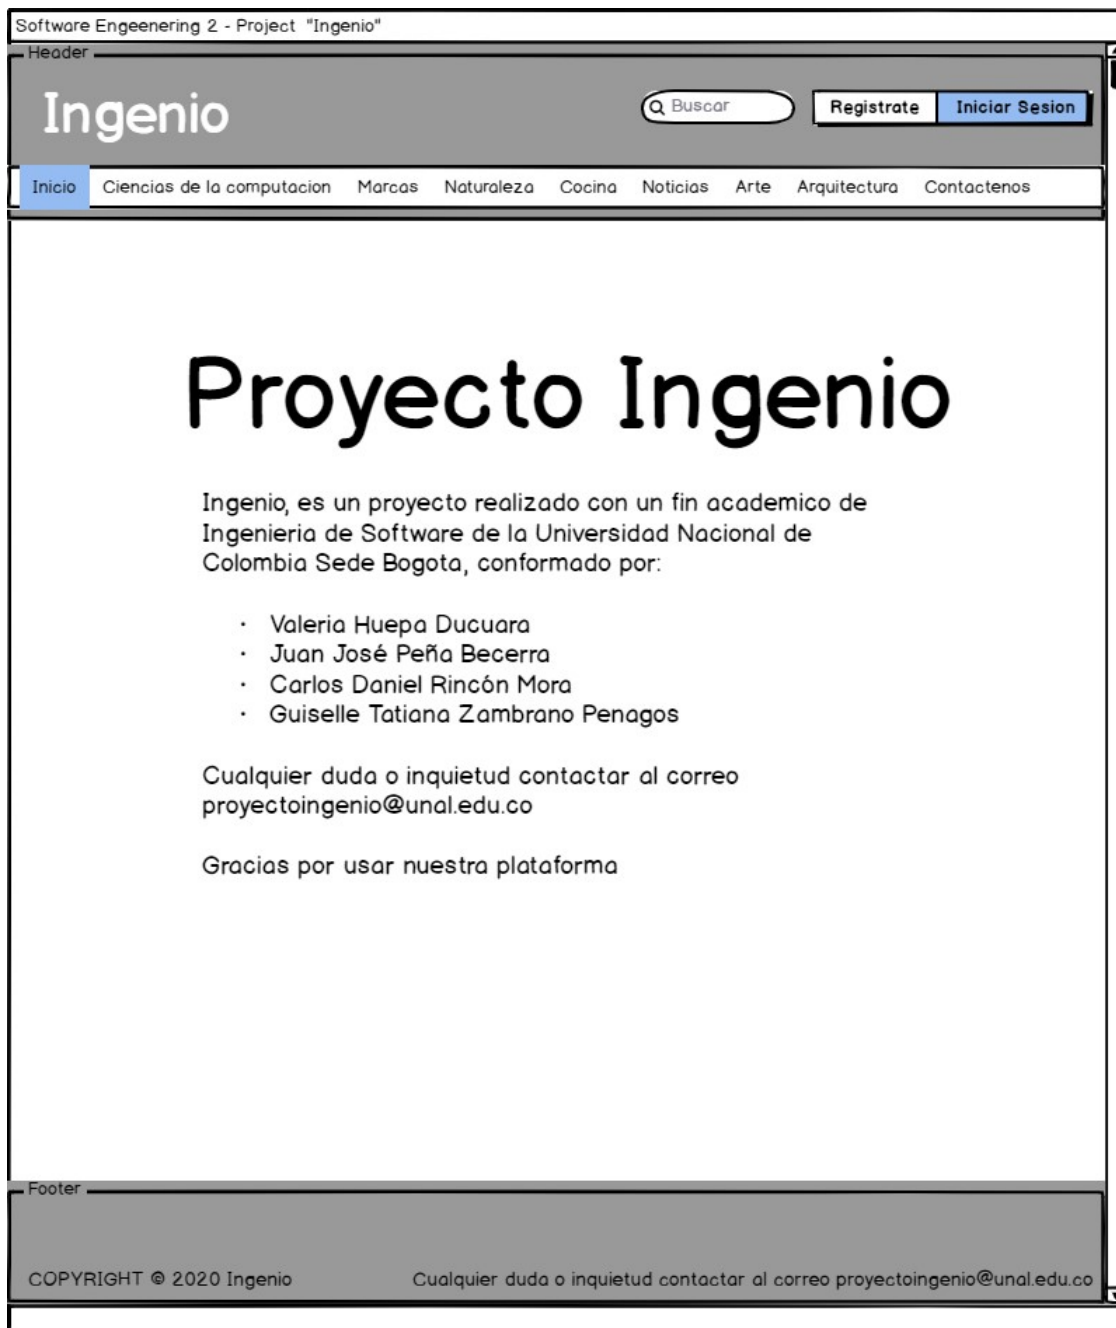 Software Engeenering 2 - Project "Ingenio"
Header
Ingenio
Buscar
Registrate
Iniciar Sesion
Inicio Ciencias de la computacion Marcas Naturaleza Cocina Noticias Arte Arquitectura Contactenos
Proyecto Ingenio
Ingenio, es un proyecto realizado con un fin academico de
Ingenieria de Software de la Universidad Nacional de
Colombia Sede Bogota, conformado por:
· Valeria Huepa Ducuara
· Juan José Peña Becerra
· Carlos Daniel Rincón Mora
· Guiselle Tatiana Zambrano Penagos
Cualquier duda o inquietud contactar al correo
proyectoingenio@unal.edu.co
Gracias por usar nuestra plataforma
Footer
COPYRIGHT © 2020 Ingenio
Cualquier duda o inquietud contactar al correo proyectoingenio@unal.edu.co